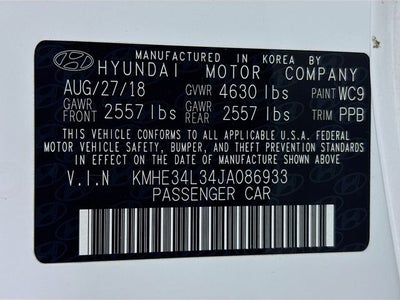 MANUFACTURED IN KOREA BY
HYUNDAI MOTOR COMPANY
AUG/27/18 GVWR 4630 lbs PAINT WC9
GAWR FRONT 2557 lbs GAWR REAR 2557 lbs TRIM PPB
THIS VEHICLE CONFORMS TO ALL APPLICABLE U.S.A. FEDERAL
MOTOR VEHICLE SAFETY, BUMPER, AND THEFT PREVENTION STANDARDS
IN EFFECT ON THE DATE OF MANUFACTURE SHOWN ABOVE.
V.I.N KMHE34L34JA086933
PASSENGER CAR